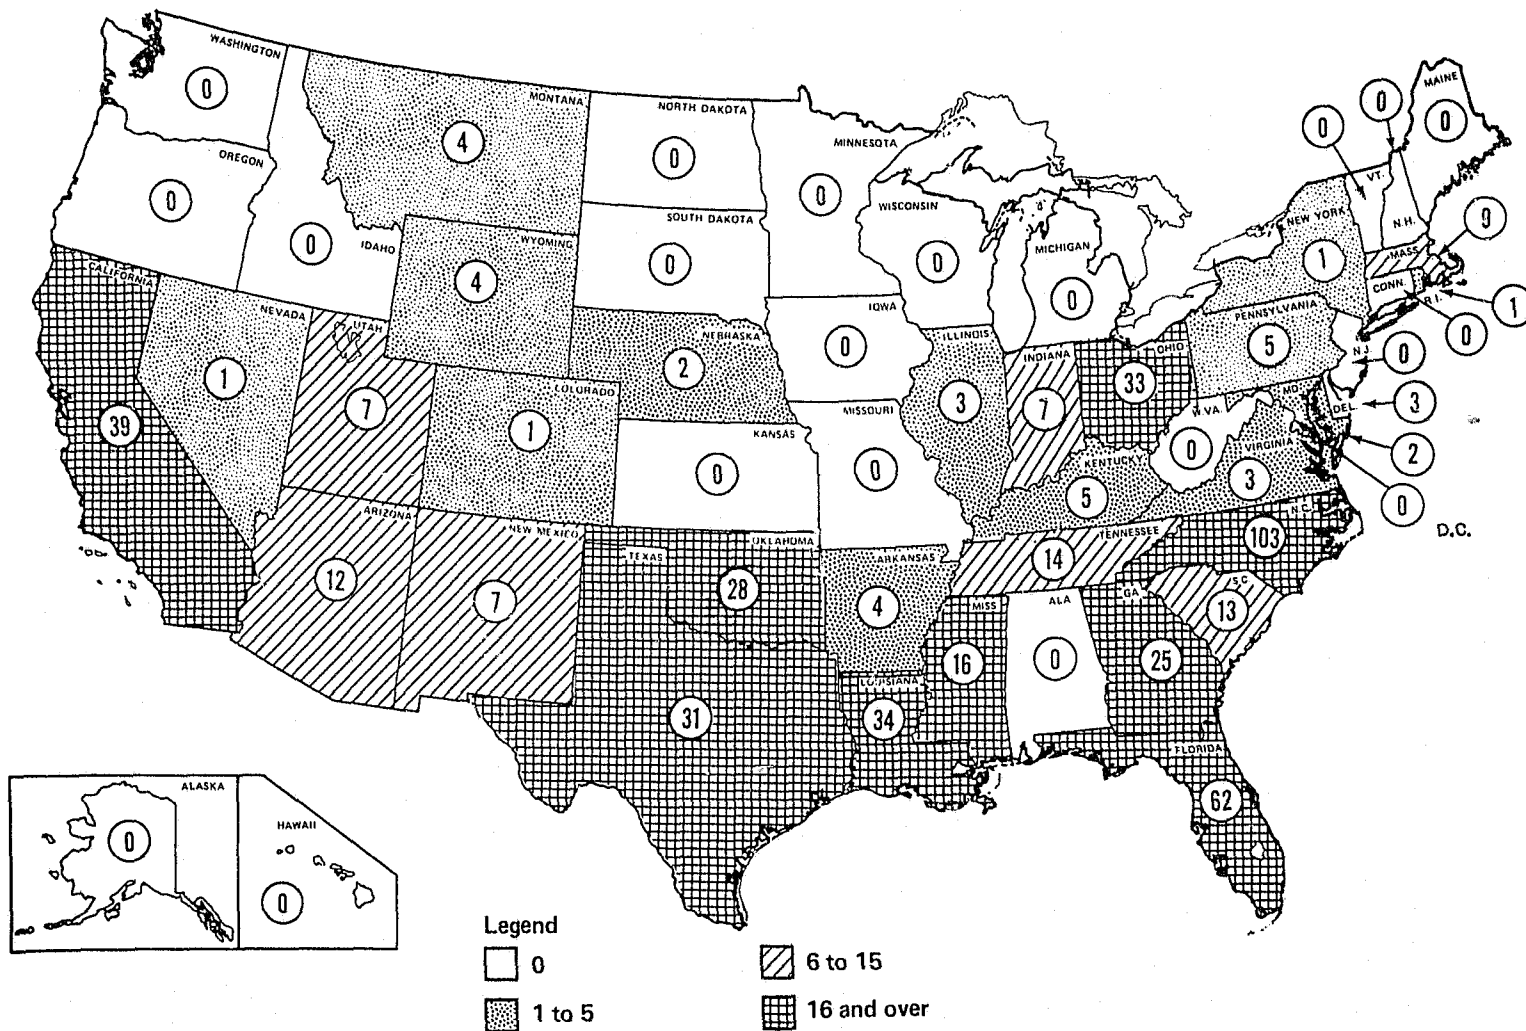 WASHINGTON
0
MONTANA
4
NORTH DAKOTA
0
MINNESOTA
0
MAINE
0
0
0
OREGON
0
IDAHO
0
WYOMING
4
SOUTH DAKOTA
0
WISCONSIN
0
MICHIGAN
0
NEW YORK
1
VT.
N.H.
9
MASS
CONN.
R.I.
1
0
CALIFORNIA
39
NEVADA
1
UTAH
7
COLORADO
1
NEBRASKA
2
IOWA
0
ILLINOIS
3
INDIANA
7
OHIO
33
PENNSYLVANIA
5
N.J.
0
MD.
DEL.
3
2
0
D.C.
KANSAS
0
MISSOURI
0
KENTUCKY
5
W.VA.
0
VIRGINIA
3
ARIZONA
12
NEW MEXICO
7
TEXAS
31
OKLAHOMA
28
ARKANSAS
4
TENNESSEE
14
N.C.
103
S.C.
13
MISS
16
ALA
0
GA.
25
LOUISIANA
34
FLORIDA
62
ALASKA
0
HAWAII
0
Legend
0
1 to 5
6 to 15
16 and over